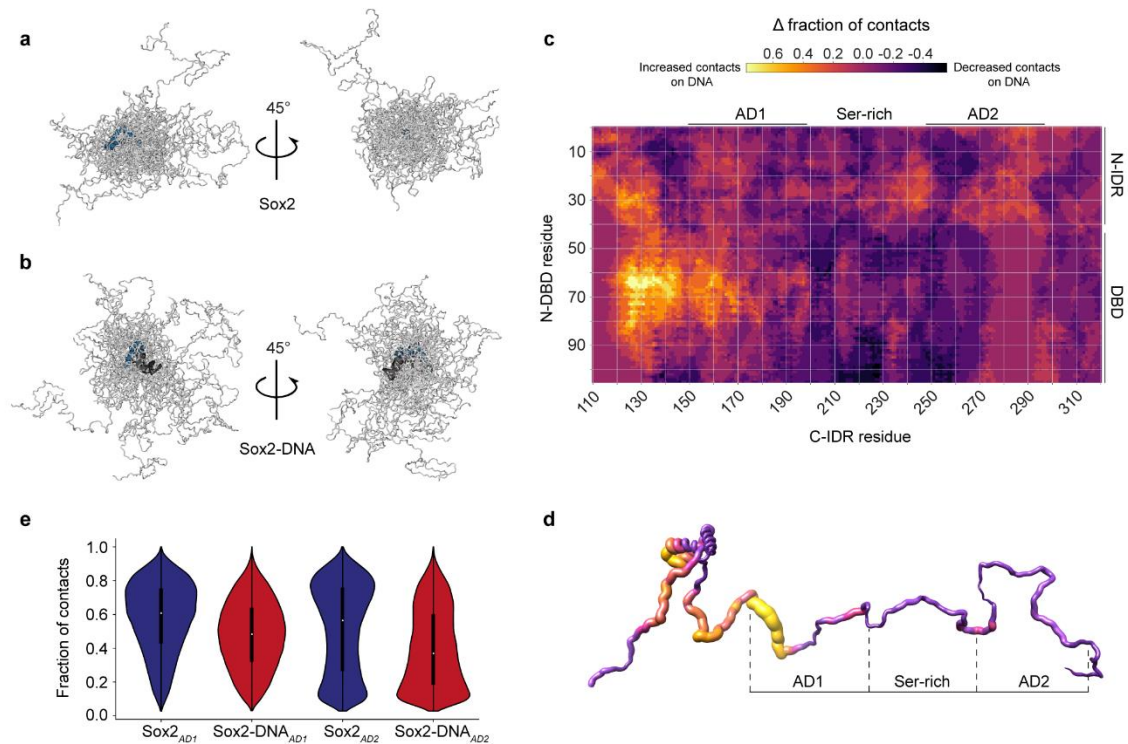 a
45°
Sox2
b
45°
Sox2-DNA
c
Δ fraction of contacts
0.6 0.4 0.2 0.0 -0.2 -0.4
Increased contacts
on DNA
Decreased contacts
on DNA
AD1 Ser-rich AD2
10
30
50
70
90
N-DBD residue
N-IDR
DBD
110 130 150 170 190 210 230 250 270 290 310
C-IDR residue
e
Fraction of contacts
1.0
0.8
0.6
0.4
0.2
0.0
Sox2AD1 Sox2-DNAAD1 Sox2AD2 Sox2-DNAAD2
d
AD1 Ser-rich AD2